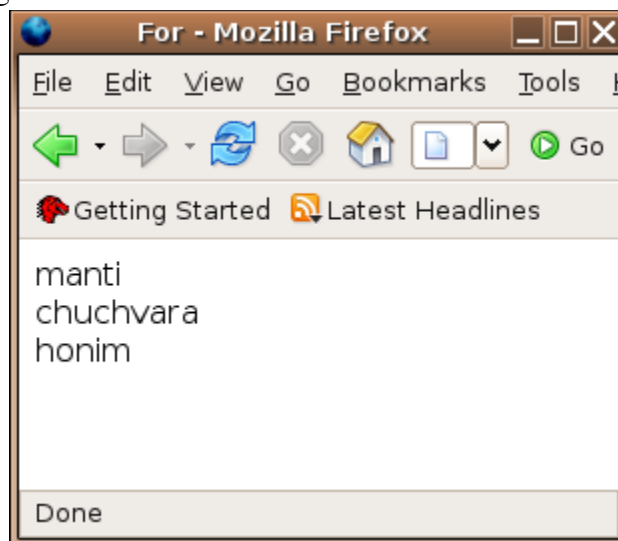 For - Mozilla Firefox
File Edit View Go Bookmarks Tools
Go
Getting Started Latest Headlines
manti
chuchvara
honim
Done